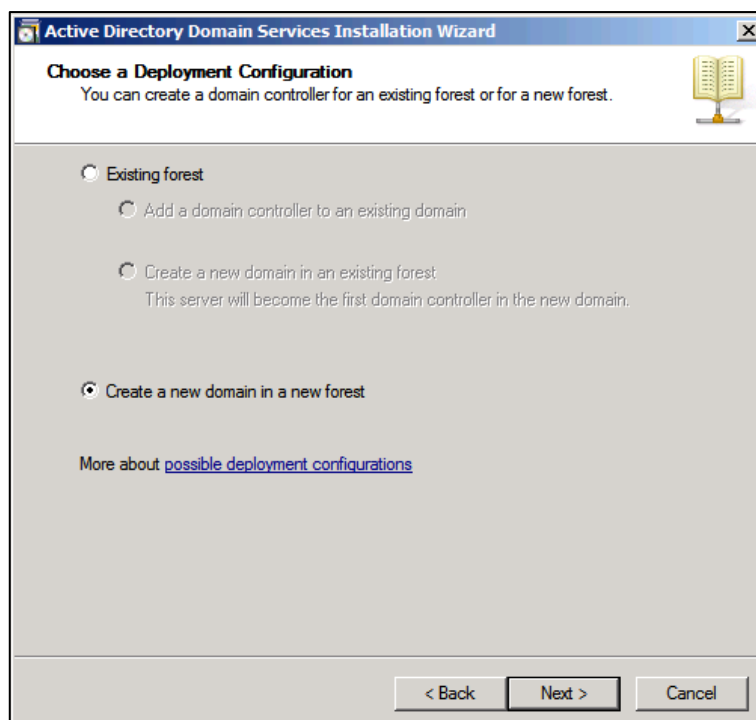 Active Directory Domain Services Installation Wizard
Choose a Deployment Configuration
You can create a domain controller for an existing forest or for a new forest.
Existing forest
Add a domain controller to an existing domain
Create a new domain in an existing forest
This server will become the first domain controller in the new domain.
Create a new domain in a new forest
More about possible deployment configurations
< Back Next > Cancel